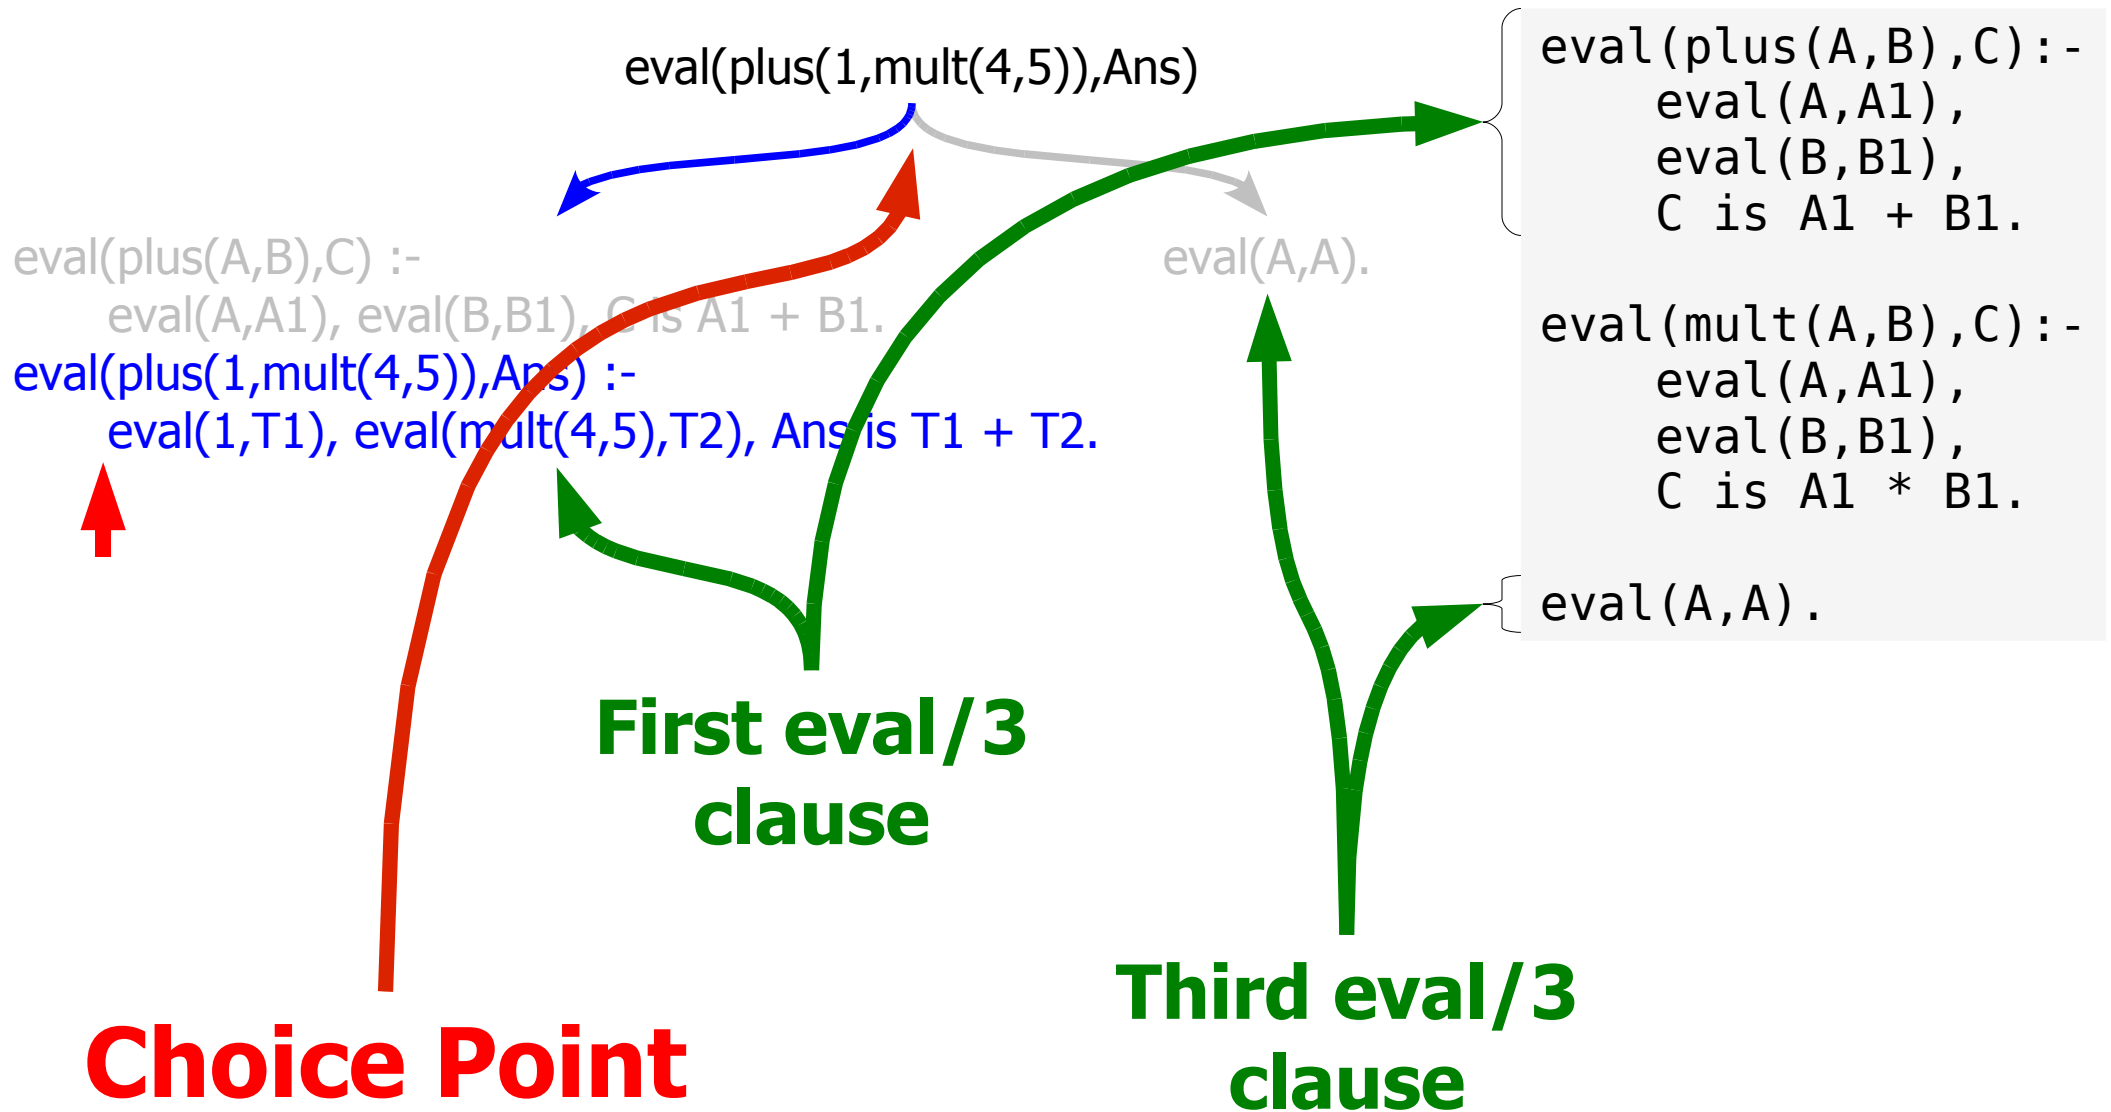 eval(plus(1,mult(4,5)),Ans)
eval(plus(A,B),C) :-
eval(A,A1), eval(B,B1), C is A1 + B1.
eval(plus(1,mult(4,5)),Ans) :-
eval(1,T1), eval(mult(4,5),T2), Ans is T1 + T2.
eval(A,A).
eval(plus(A,B),C):-
eval(A,A1),
eval(B,B1),
C is A1 + B1.
eval(mult(A,B),C):-
eval(A,A1),
eval(B,B1),
C is A1 * B1.
eval(A,A).
First eval/3
clause
Third eval/3
clause
Choice Point